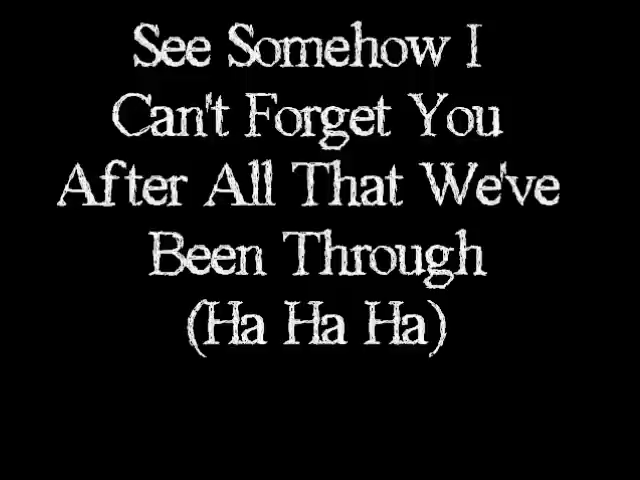 See Somehow I
Can't Forget You
After All That We've
Been Through
(Ha Ha Ha)